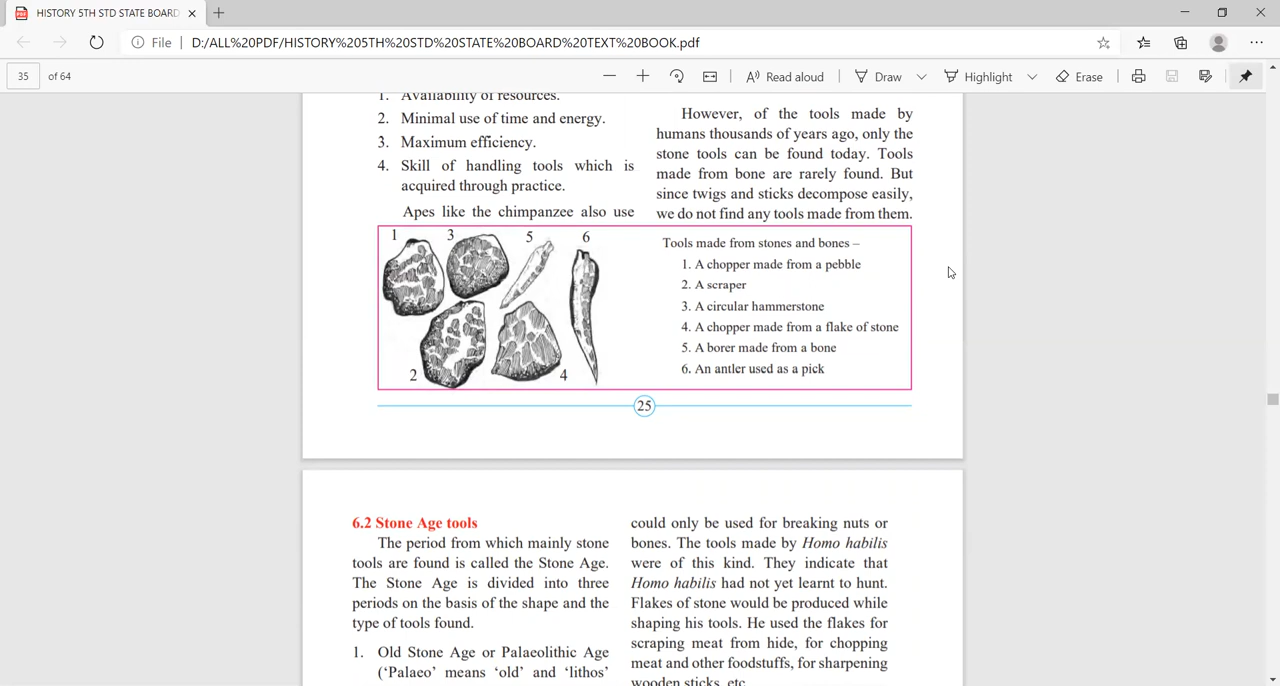 HISTORY 5TH STD STATE BOARD
File
D:/ALL%20PDF/HISTORY%205TH%20STD%20STATE%20BOARD%20TEXT%20BOOK.pdf
35 of 64
Read aloud
Draw
Highlight
Erase
1. Availability of resources.
2. Minimal use of time and energy.
3. Maximum efficiency.
4. Skill of handling tools which is
acquired through practice.
Apes like the chimpanzee also use
However, of the tools made by
humans thousands of years ago, only the
stone tools can be found today. Tools
made from bone are rarely found. But
since twigs and sticks decompose easily,
we do not find any tools made from them.
1 3 5 6
2 4
Tools made from stones and bones –
1. A chopper made from a pebble
2. A scraper
3. A circular hammerstone
4. A chopper made from a flake of stone
5. A borer made from a bone
6. An antler used as a pick
25
6.2 Stone Age tools
The period from which mainly stone
tools are found is called the Stone Age.
The Stone Age is divided into three
periods on the basis of the shape and the
type of tools found.
1. Old Stone Age or Palaeolithic Age
(‘Palaeo’ means ‘old’ and ‘lithos’
could only be used for breaking nuts or
bones. The tools made by Homo habilis
were of this kind. They indicate that
Homo habilis had not yet learnt to hunt.
Flakes of stone would be produced while
shaping his tools. He used the flakes for
scraping meat from hide, for chopping
meat and other foodstuffs, for sharpening
wooden sticks, etc.